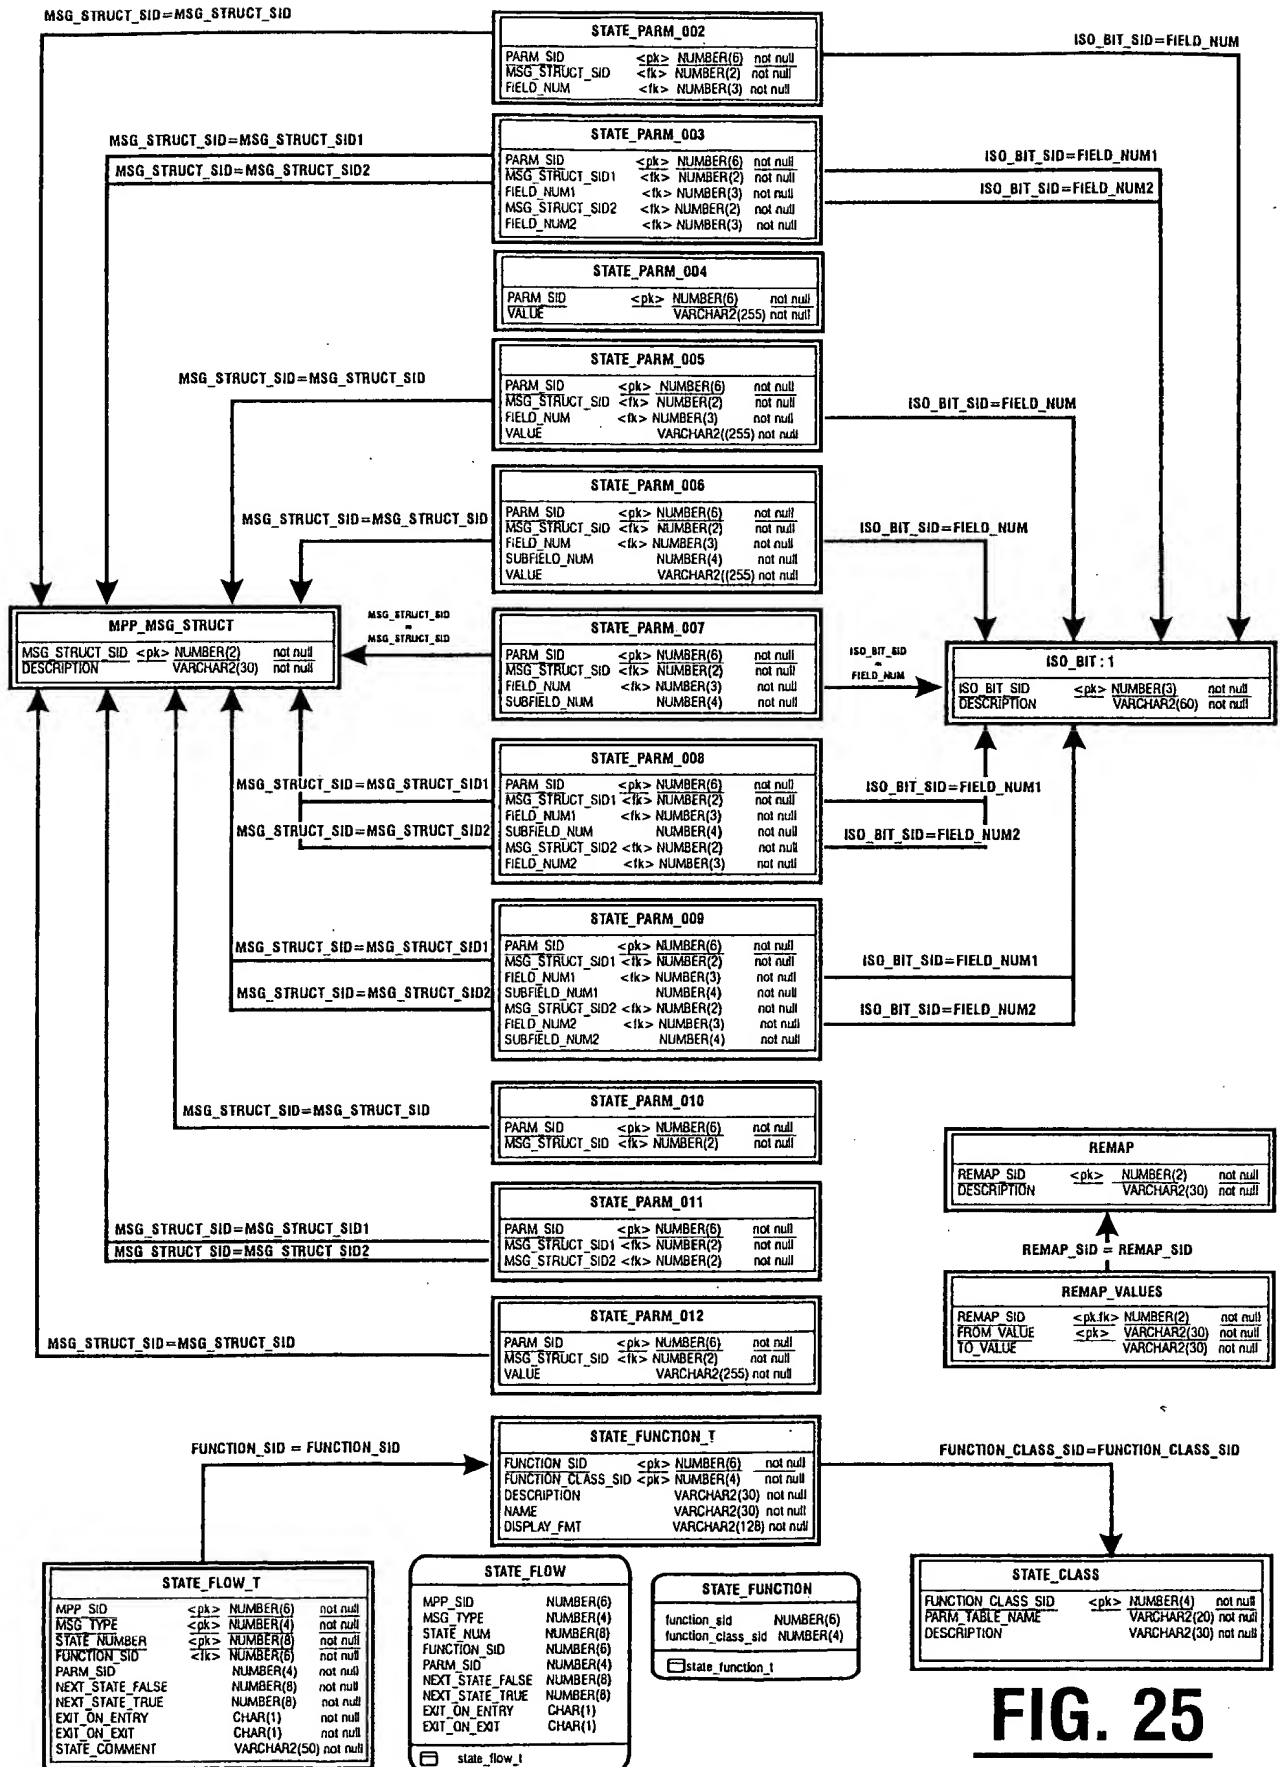 MSG_STRUCT_SID=MSG_STRUCT_SID
STATE_PARM_002
PARM_SID <pk> NUMBER(6) not null
MSG_STRUCT_SID <fk> NUMBER(2) not null
FIELD_NUM <fk> NUMBER(3) not null
ISO_BIT_SID=FIELD_NUM
MSG_STRUCT_SID=MSG_STRUCT_SID1
MSG_STRUCT_SID=MSG_STRUCT_SID2
STATE_PARM_003
PARM_SID <pk> NUMBER(6) not null
MSG_STRUCT_SID1 <fk> NUMBER(2) not null
FIELD_NUM1 <fk> NUMBER(3) not null
MSG_STRUCT_SID2 <fk> NUMBER(2) not null
FIELD_NUM2 <fk> NUMBER(3) not null
ISO_BIT_SID=FIELD_NUM1
ISO_BIT_SID=FIELD_NUM2
STATE_PARM_004
PARM_SID <pk> NUMBER(6) not null
VALUE VARCHAR2(255) not null
MSG_STRUCT_SID=MSG_STRUCT_SID
STATE_PARM_005
PARM_SID <pk> NUMBER(6) not null
MSG_STRUCT_SID <fk> NUMBER(2) not null
FIELD_NUM <fk> NUMBER(3) not null
VALUE VARCHAR2((255) not null
ISO_BIT_SID=FIELD_NUM
MSG_STRUCT_SID=MSG_STRUCT_SID
STATE_PARM_006
PARM_SID <pk> NUMBER(6) not null
MSG_STRUCT_SID <fk> NUMBER(2) not null
FIELD_NUM <fk> NUMBER(3) not null
SUBFIELD_NUM NUMBER(4) not null
VALUE VARCHAR2((255) not null
ISO_BIT_SID=FIELD_NUM
MPP_MSG_STRUCT
MSG_STRUCT_SID <pk> NUMBER(2) not null
DESCRIPTION VARCHAR2(30) not null
MSG_STRUCT_SID
=
MSG_STRUCT_SID
STATE_PARM_007
PARM_SID <pk> NUMBER(6) not null
MSG_STRUCT_SID <fk> NUMBER(2) not null
FIELD_NUM <fk> NUMBER(3) not null
SUBFIELD_NUM NUMBER(4) not null
ISO_BIT_SID
=
FIELD_NUM
ISO_BIT : 1
ISO_BIT_SID <pk> NUMBER(3) not null
DESCRIPTION VARCHAR2(60) not null
MSG_STRUCT_SID=MSG_STRUCT_SID1
MSG_STRUCT_SID=MSG_STRUCT_SID2
STATE_PARM_008
PARM_SID <pk> NUMBER(6) not null
MSG_STRUCT_SID1 <fk> NUMBER(2) not null
FIELD_NUM1 <fk> NUMBER(3) not null
SUBFIELD_NUM NUMBER(4) not null
MSG_STRUCT_SID2 <fk> NUMBER(2) not null
FIELD_NUM2 <fk> NUMBER(3) not null
ISO_BIT_SID=FIELD_NUM1
ISO_BIT_SID=FIELD_NUM2
MSG_STRUCT_SID=MSG_STRUCT_SID1
MSG_STRUCT_SID=MSG_STRUCT_SID2
STATE_PARM_009
PARM_SID <pk> NUMBER(6) not null
MSG_STRUCT_SID1 <fk> NUMBER(2) not null
FIELD_NUM1 <fk> NUMBER(3) not null
SUBFIELD_NUM1 NUMBER(4) not null
MSG_STRUCT_SID2 <fk> NUMBER(2) not null
FIELD_NUM2 <fk> NUMBER(3) not null
SUBFIELD_NUM2 NUMBER(4) not null
ISO_BIT_SID=FIELD_NUM1
ISO_BIT_SID=FIELD_NUM2
MSG_STRUCT_SID=MSG_STRUCT_SID
STATE_PARM_010
PARM_SID <pk> NUMBER(6) not null
MSG_STRUCT_SID <fk> NUMBER(2) not null
REMAP
REMAP_SID <pk> NUMBER(2) not null
DESCRIPTION VARCHAR2(30) not null
MSG_STRUCT_SID=MSG_STRUCT_SID1
MSG_STRUCT_SID=MSG_STRUCT_SID2
STATE_PARM_011
PARM_SID <pk> NUMBER(6) not null
MSG_STRUCT_SID1 <fk> NUMBER(2) not null
MSG_STRUCT_SID2 <fk> NUMBER(2) not null
REMAP_SID = REMAP_SID
REMAP_VALUES
REMAP_SID <pk.fk> NUMBER(2) not null
FROM_VALUE <pk> VARCHAR2(30) not null
TO_VALUE VARCHAR2(30) not null
MSG_STRUCT_SID=MSG_STRUCT_SID
STATE_PARM_012
PARM_SID <pk> NUMBER(6) not null
MSG_STRUCT_SID <fk> NUMBER(2) not null
VALUE VARCHAR2(255) not null
FUNCTION_SID = FUNCTION_SID
STATE_FUNCTION_T
FUNCTION_SID <pk> NUMBER(6) not null
FUNCTION_CLASS_SID <pk> NUMBER(4) not null
DESCRIPTION VARCHAR2(30) not null
NAME VARCHAR2(30) not null
DISPLAY_FMT VARCHAR2(128) not null
FUNCTION_CLASS_SID=FUNCTION_CLASS_SID
STATE_FLOW_T
MPP_SID <pk> NUMBER(6) not null
MSG_TYPE <pk> NUMBER(4) not null
STATE_NUMBER <pk> NUMBER(8) not null
FUNCTION_SID <fk> NUMBER(6) not null
PARM_SID NUMBER(4) not null
NEXT_STATE_FALSE NUMBER(8) not null
NEXT_STATE_TRUE NUMBER(8) not null
EXIT_ON_ENTRY CHAR(1) not null
EXIT_ON_EXIT CHAR(1) not null
STATE_COMMENT VARCHAR2(50) not null
STATE_FLOW
MPP_SID NUMBER(6)
MSG_TYPE NUMBER(4)
STATE_NUM NUMBER(8)
FUNCTION_SID NUMBER(6)
PARM_SID NUMBER(4)
NEXT_STATE_FALSE NUMBER(8)
NEXT_STATE_TRUE NUMBER(8)
EXIT_ON_ENTRY CHAR(1)
EXIT_ON_EXIT CHAR(1)
state_flow_t
STATE_FUNCTION
function_sid NUMBER(6)
function_class_sid NUMBER(4)
state_function_t
STATE_CLASS
FUNCTION_CLASS_SID <pk> NUMBER(4) not null
PARM_TABLE_NAME VARCHAR2(20) not null
DESCRIPTION VARCHAR2(30) not null
FIG. 25